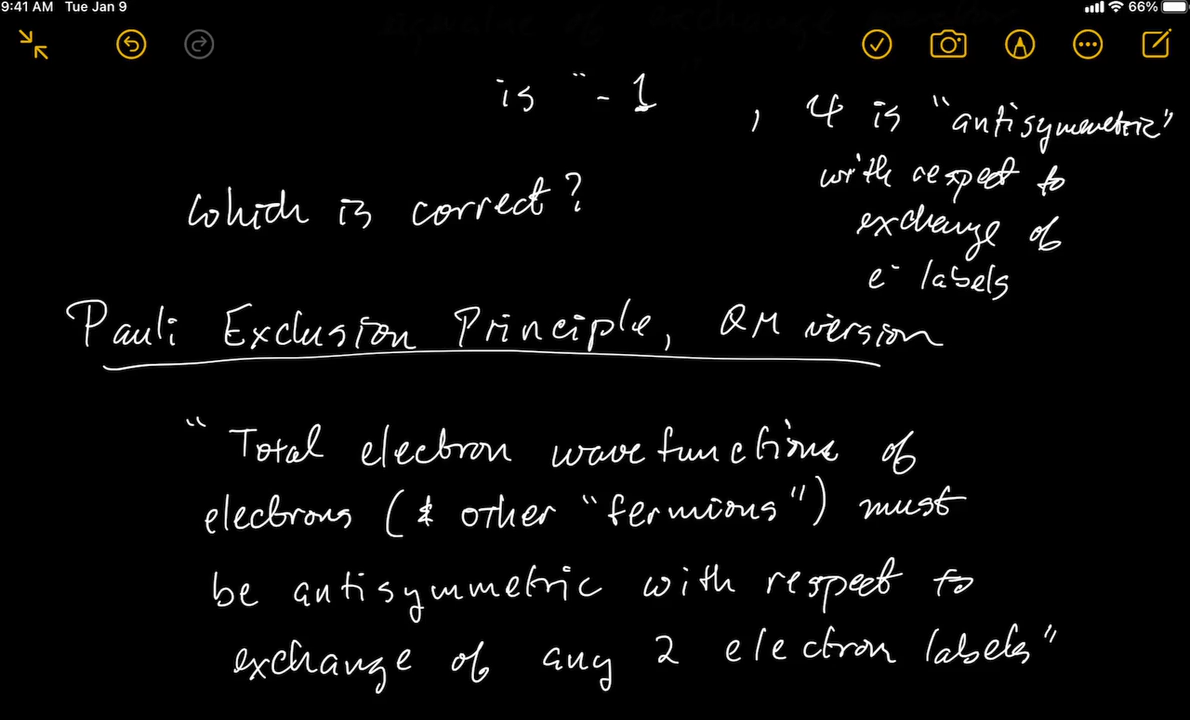 9:41 AM Tue Jan 9
66%
is "-1
, Ψ is "antisymmetric"
with respect to
exchange of
e⁻ labels
Which is correct?
Pauli Exclusion Principle, QM version
"Total electron wavefunctions of
electrons (& other "fermions") must
be antisymmetric with respect to
exchange of any 2 electron labels"